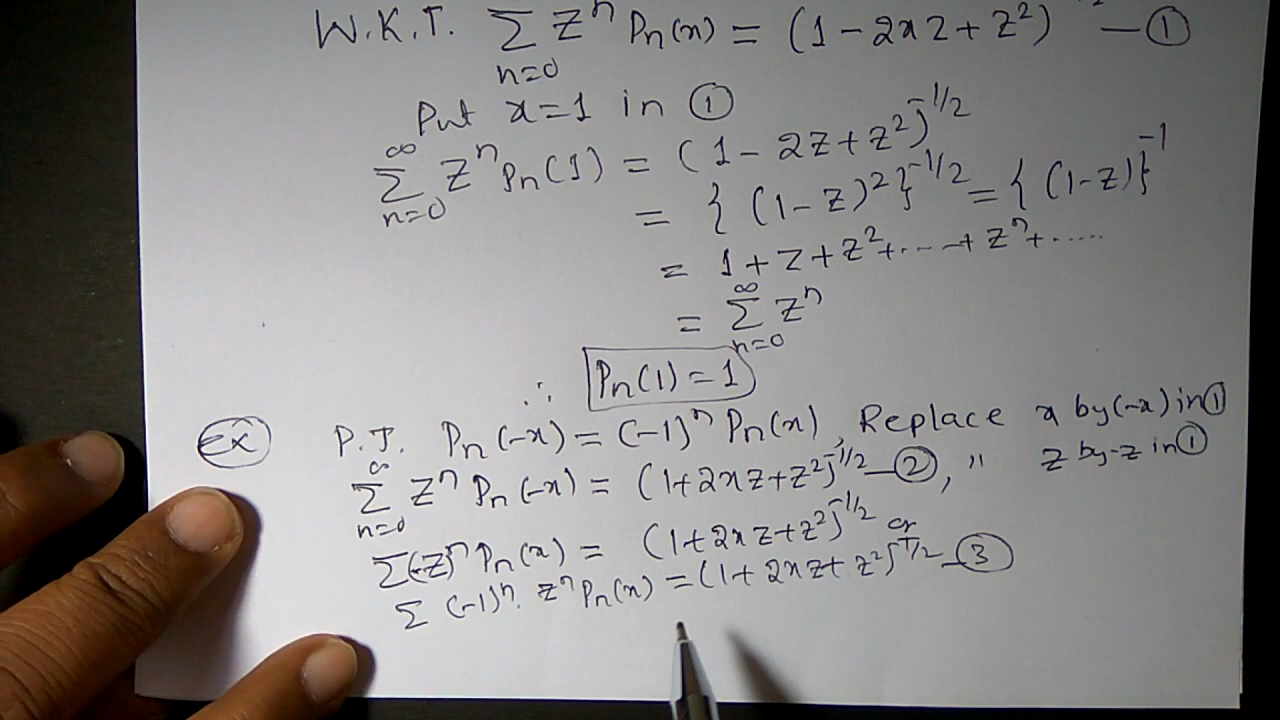 W.K.T. ∑ n=0 Zⁿ Pn(x) = (1 - 2xz + z²) — ①
Put x=1 in ①
∞ ∑ n=0 Zⁿ Pn(1) = (1 - 2z + z²)^-1/2
= { (1-z)² }^-1/2 = { (1-z) }^-1
= 1 + z + z² + ..... + zⁿ + .....
= ∞ ∑ n=0 zⁿ
∴ Pn(1) = 1
ex P.T. Pn(-x) = (-1)ⁿ Pn(x), Replace x by (-x) in ①
∞ ∑ n=0 Zⁿ Pn(-x) = (1+2xz+z²)^-1/2 — ②, " z by -z in ①
∑(-z)ⁿ Pn(x) = (1+2xz+z²)^-1/2 or
∑ (-1)ⁿ. zⁿ Pn(x) = (1+2xz+z²)^-1/2 — ③